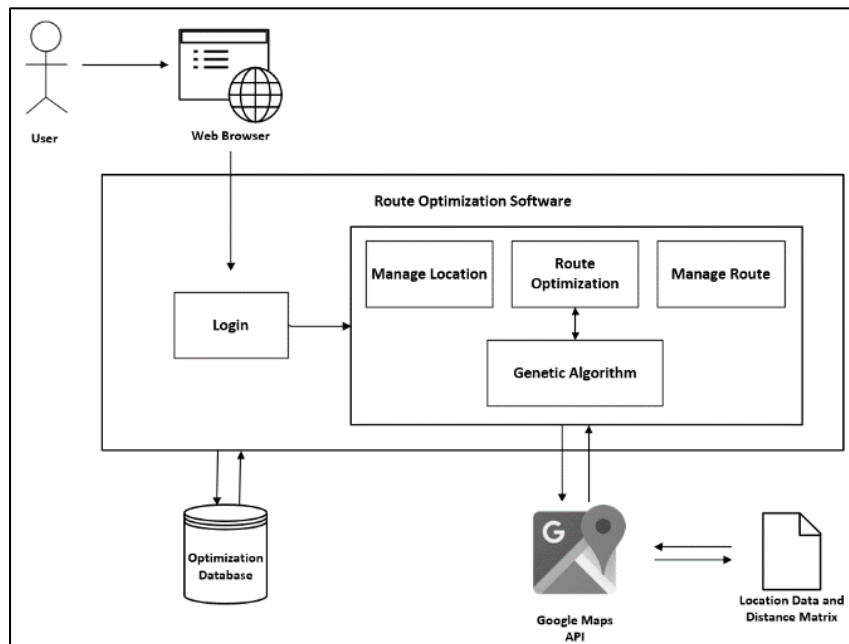 User
Web Browser
Route Optimization Software
Manage Location
Route
Optimization
Manage Route
Login
Genetic Algorithm
Optimization
Database
G
Google Maps
API
Location Data and
Distance Matrix